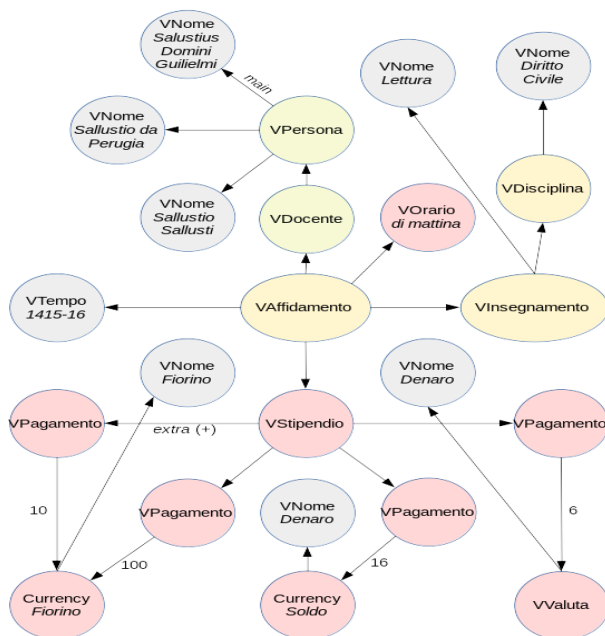 VNome
Salustius
Domini
Guilielmi
VNome
Lettura
VNome
Diritto
Civile
main
VNome
Sallustio da
Perugia
VPersona
VDisciplina
VNome
Sallustio
Sallusti
VDocente
VOrario
di mattina
VTempo
1415-16
VAffidamento
VInsegnamento
VNome
Fiorino
VNome
Denaro
VPagamento
extra (+)
VStipendio
VPagamento
10
VPagamento
VNome
Denaro
VPagamento
6
100
16
Currency
Fiorino
Currency
Soldo
VValuta